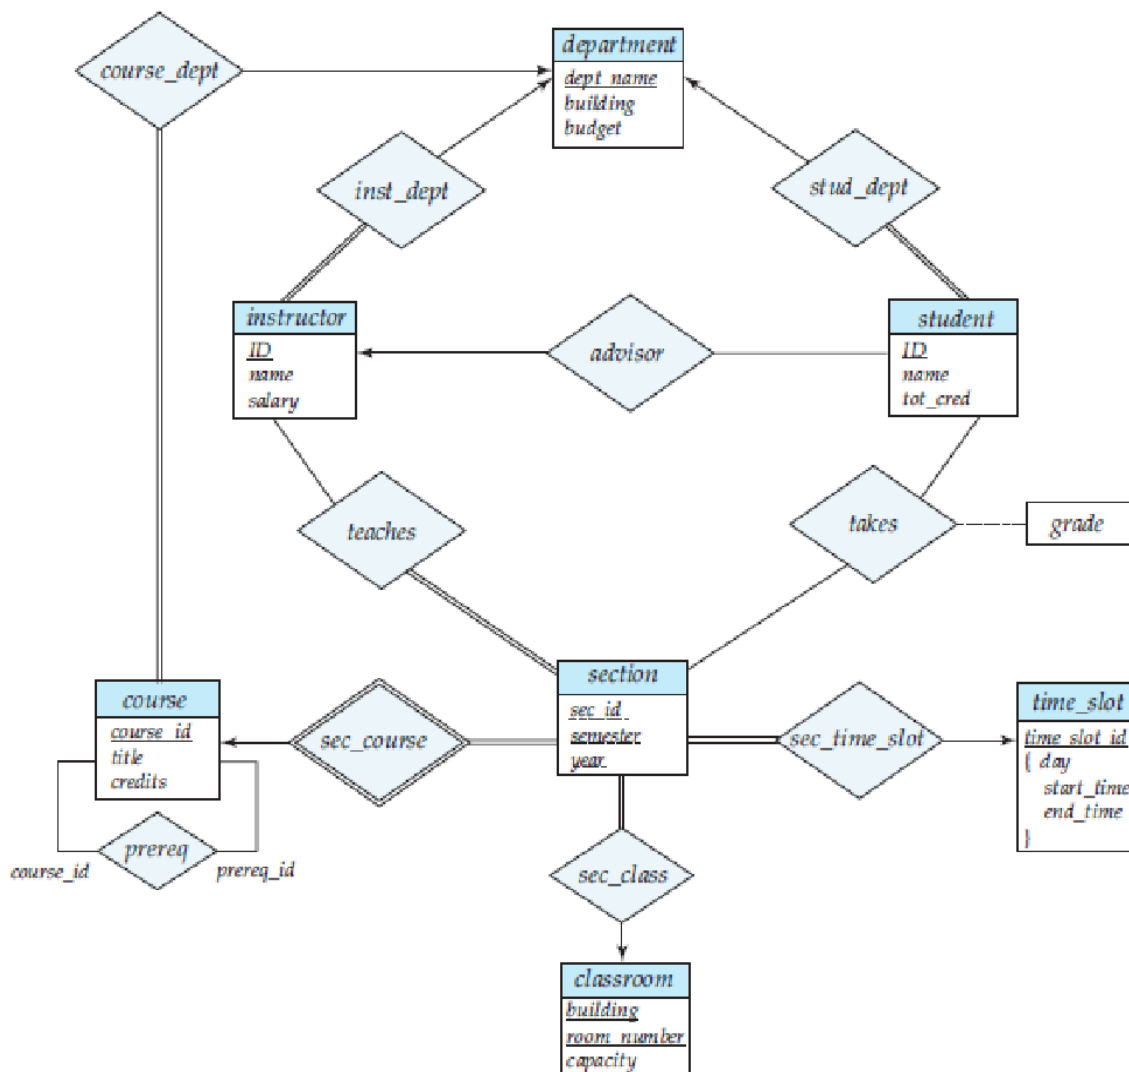 department
course_dept
dept_name
building
budget
inst_dept
stud_dept
instructor
ID
name
salary
advisor
student
ID
name
tot_cred
teaches
takes
grade
section
sec_id
semester
year
course
course_id
title
credits
sec_course
sec_time_slot
time_slot
time_slot_id
{ day
start_time
end_time
}
prereq
course_id
prereq_id
sec_class
classroom
building
room_number
capacity